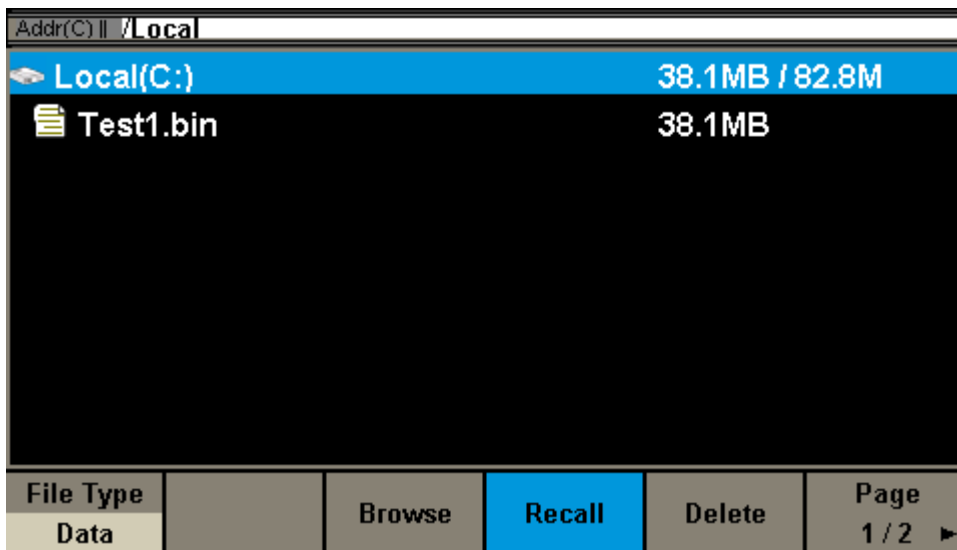 Addr(C) || /Local
Local(C:) 38.1MB / 82.8M
Test1.bin 38.1MB
File Type
Data
Browse
Recall
Delete
Page
1 / 2 ►